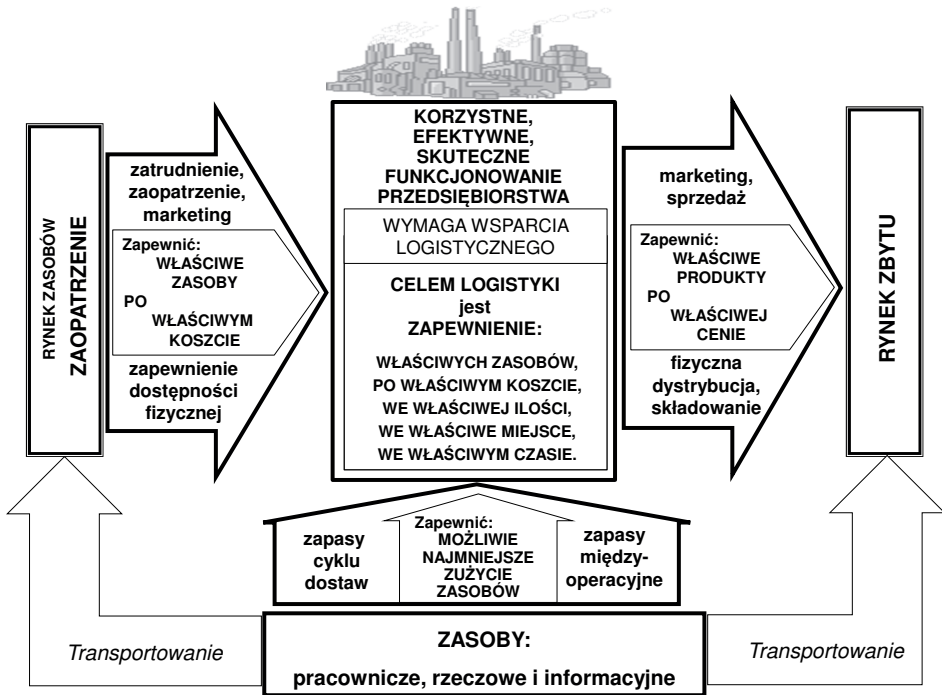 RYNEK ZASOBÓW
ZAOPATRZENIE
zatrudnienie,
zaopatrzenie,
marketing
Zapewnić:
WŁAŚCIWE
ZASOBY
PO
WŁAŚCIWYM
KOSZCIE
zapewnienie
dostępności
fizycznej
KORZYSTNE,
EFEKTYWNE,
SKUTECZNE
FUNKCJONOWANIE
PRZEDSIĘBIORSTWA
WYMAGA WSPARCIA
LOGISTYCZNEGO
CELEM LOGISTYKI
jest
ZAPEWNIENIE:
WŁAŚCIWYCH ZASOBÓW,
PO WŁAŚCIWYM KOSZCIE,
WE WŁAŚCIWEJ ILOŚCI,
WE WŁAŚCIWE MIEJSCE,
WE WŁAŚCIWYM CZASIE.
marketing,
sprzedaż
Zapewnić:
WŁAŚCIWE
PRODUKTY
PO
WŁAŚCIWEJ
CENIE
fizyczna
dystrybucja,
składowanie
RYNEK ZBYTU
zapasy
cyklu
dostaw
Zapewnić:
MOŻLIWIE
NAJMNIEJSZE
ZUŻYCIE
ZASOBÓW
zapasy
między-
operacyjne
Transportowanie
ZASOBY:
pracownicze, rzeczowe i informacyjne
Transportowanie